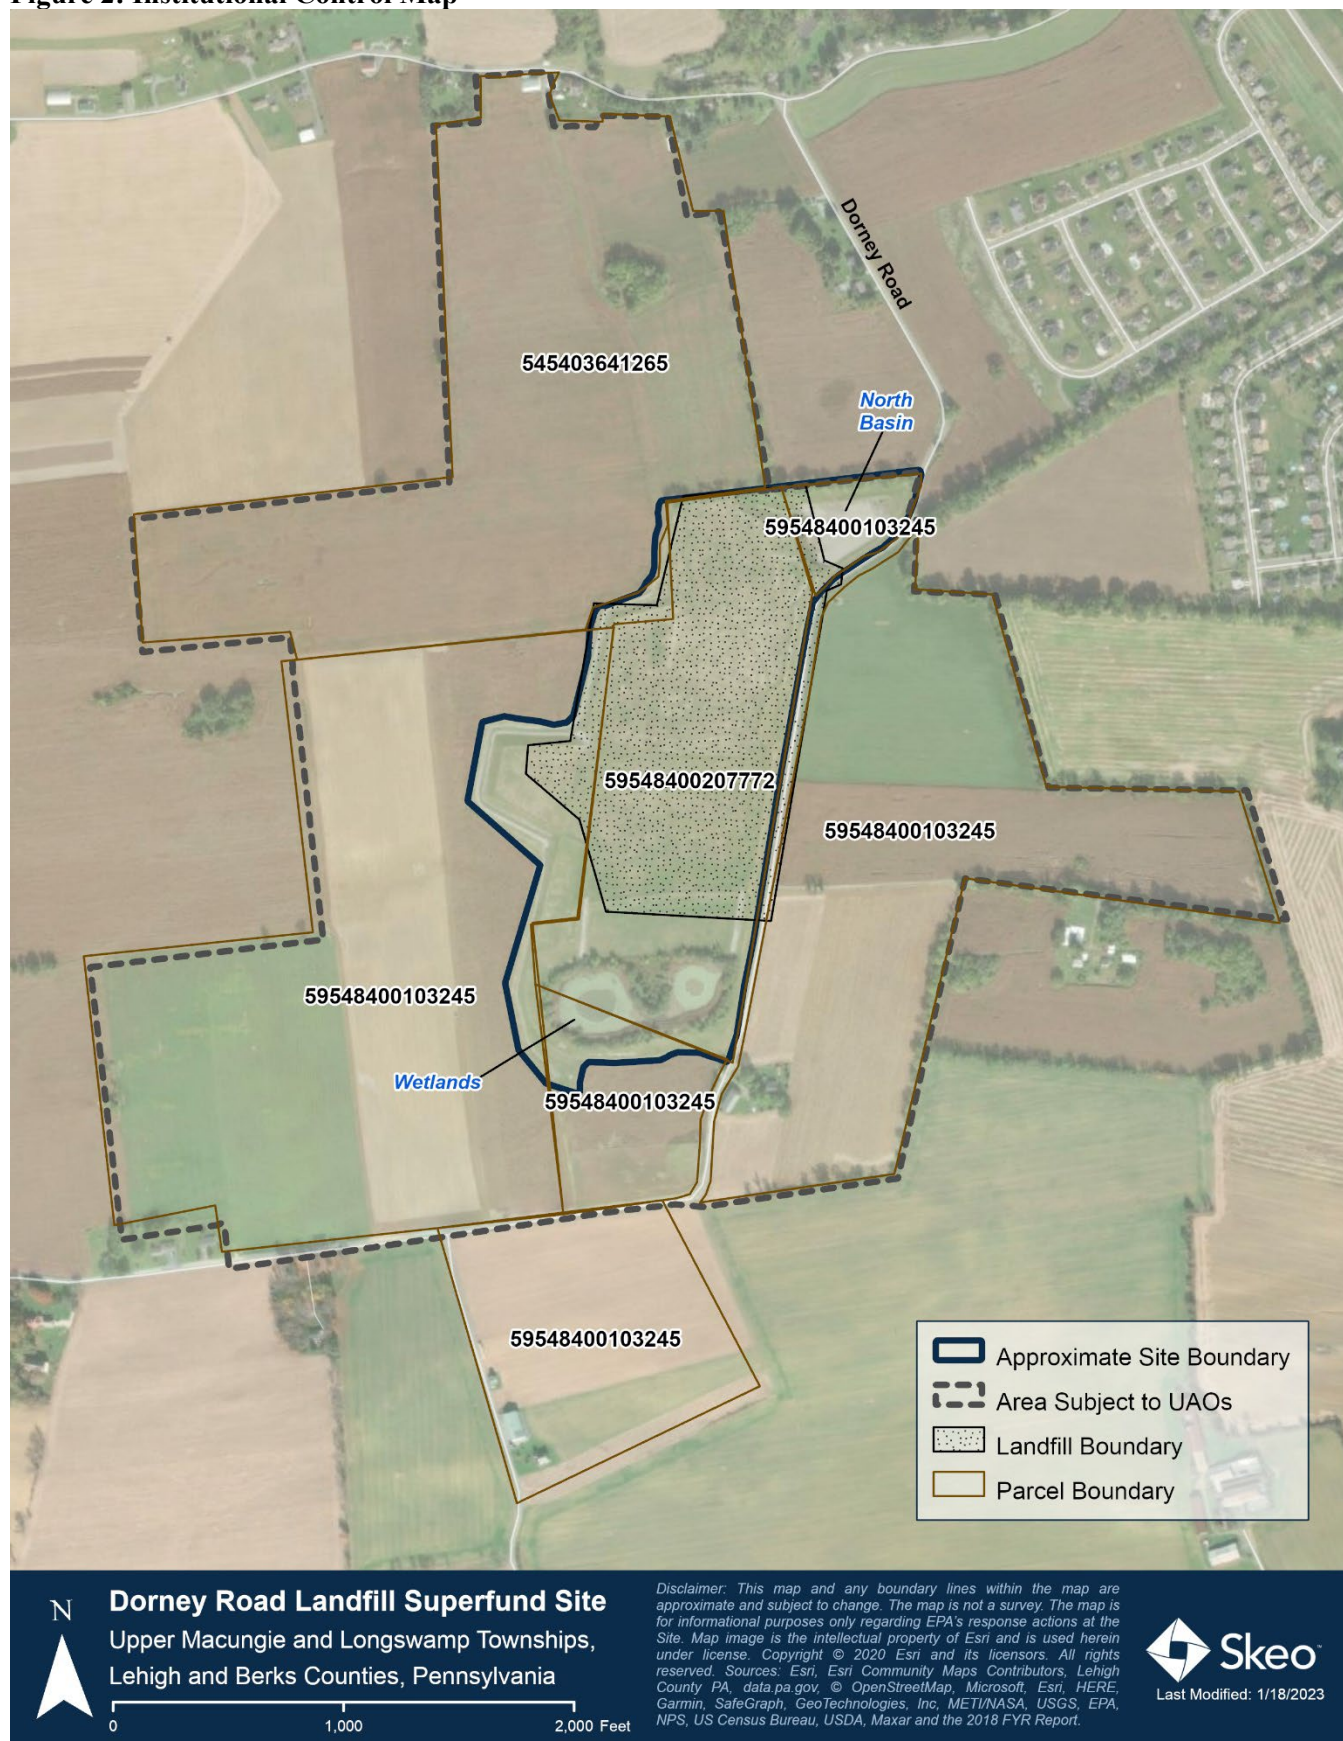 Figure 2: Institutional Control Map
Dorney Road
545403641265
North
Basin
59548400103245
59548400207772
59548400103245
59548400103245
Wetlands
59548400103245
59548400103245
Approximate Site Boundary
Area Subject to UAOs
Landfill Boundary
Parcel Boundary
N
Dorney Road Landfill Superfund Site
Upper Macungie and Longswamp Townships,
Lehigh and Berks Counties, Pennsylvania
0 1,000 2,000 Feet
Disclaimer: This map and any boundary lines within the map are
approximate and subject to change. The map is not a survey. The map is
for informational purposes only regarding EPA's response actions at the
Site. Map image is the intellectual property of Esri and is used herein
under license. Copyright © 2020 Esri and its licensors. All rights
reserved. Sources: Esri, Esri Community Maps Contributors, Lehigh
County PA, data.pa.gov, © OpenStreetMap, Microsoft, Esri, HERE,
Garmin, SafeGraph, GeoTechnologies, Inc, METI/NASA, USGS, EPA,
NPS, US Census Bureau, USDA, Maxar and the 2018 FYR Report.
Skeo
Last Modified: 1/18/2023